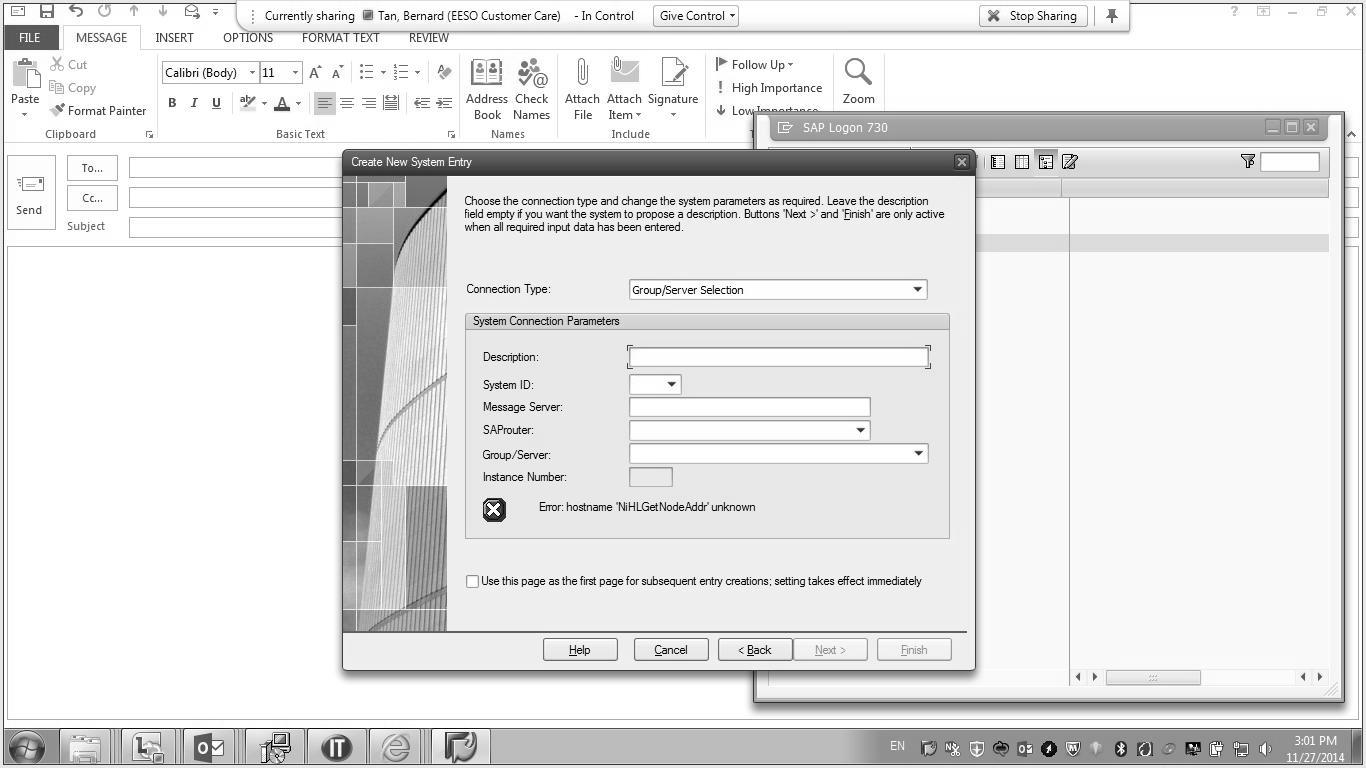 Currently sharing Tan, Bernard (EESO Customer Care) - In Control Give Control Stop Sharing
FILE MESSAGE INSERT OPTIONS FORMAT TEXT REVIEW
Paste
Cut
Copy
Format Painter
Clipboard
Calibri (Body) 11
B I U
Basic Text
Address Book
Check Names
Names
Attach File
Attach Item
Signature
Include
Follow Up
High Importance
Low Importance
Zoom
Send
To...
Cc...
Subject
SAP Logon 730
Create New System Entry
Choose the connection type and change the system parameters as required. Leave the description
field empty if you want the system to propose a description. Buttons 'Next >' and 'Finish' are only active
when all required input data has been entered.
Connection Type: Group/Server Selection
System Connection Parameters
Description:
System ID:
Message Server:
SAProuter:
Group/Server:
Instance Number:
Error: hostname 'NiHLGetNodeAddr' unknown
Use this page as the first page for subsequent entry creations; setting takes effect immediately
Help Cancel < Back Next > Finish
IT
EN
3:01 PM
11/27/2014